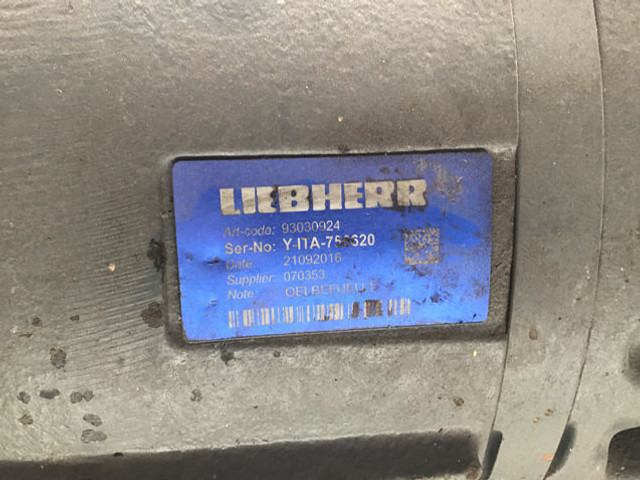 LIEBHERR
Art-code: 93030924
Ser-No:
Date 21092016
Supplier: 070353
Note: